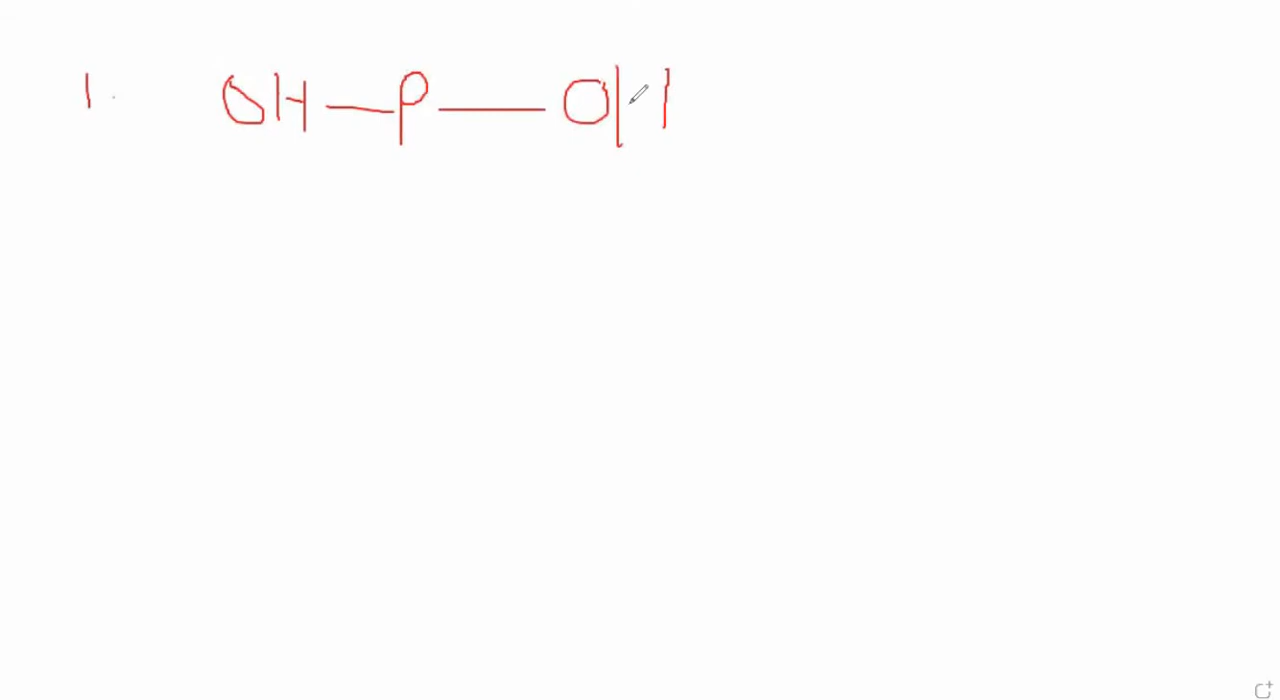 1. OH — P — OH